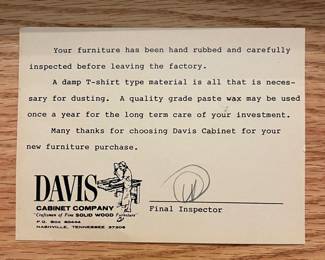 Your furniture has been hand rubbed and carefully
inspected before leaving the factory.
A damp T-shirt type material is all that is neces-
sary for dusting. A quality grade paste wax may be used
once a year for the long term care of your investment.
Many thanks for choosing Davis Cabinet for your
new furniture purchase.
DAVIS
CABINET COMPANY
"Craftsmen of Fine SOLID WOOD Furniture"
P.O. BOX 60444
NASHVILLE, TENNESSEE 37206
Final Inspector